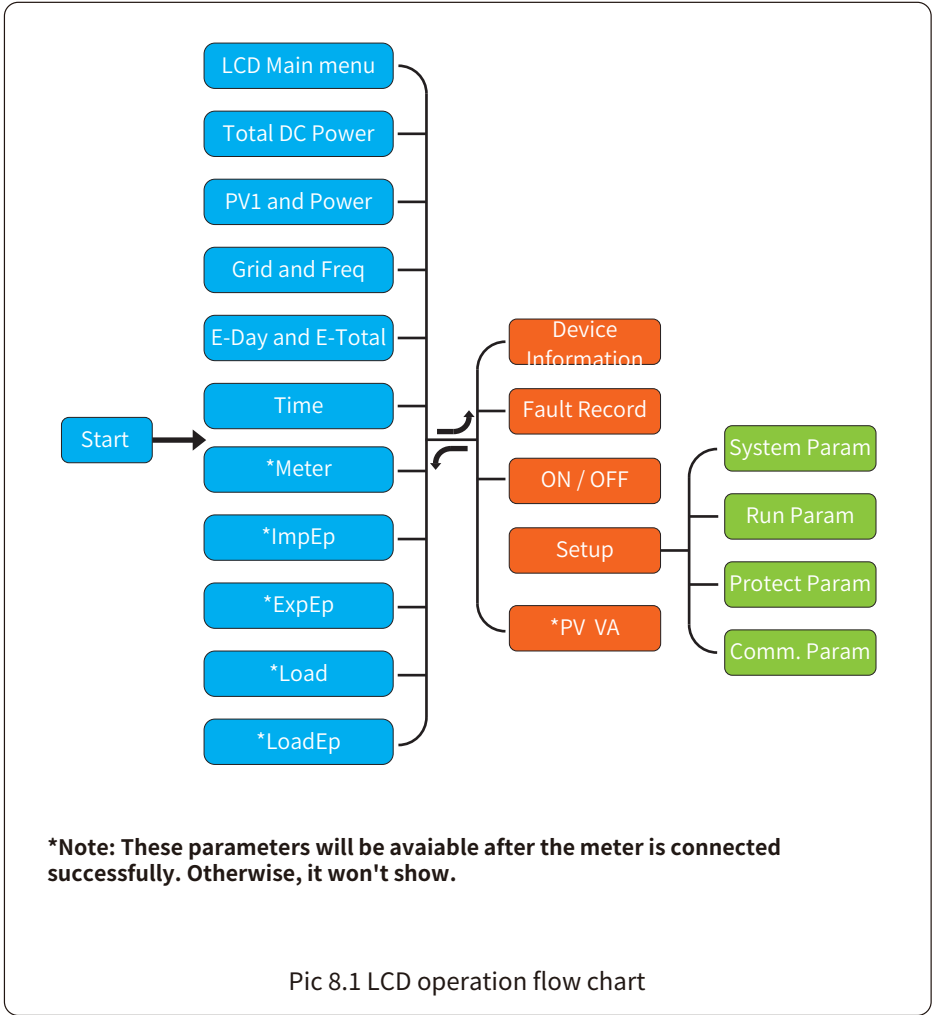 LCD Main menu
Total DC Power
PV1 and Power
Grid and Freq
E-Day and E-Total
Time
Start
*Meter
*ImpEp
*ExpEp
*Load
*LoadEp
Device
Information
Fault Record
ON / OFF
Setup
*PV VA
System Param
Run Param
Protect Param
Comm. Param
*Note: These parameters will be avaiable after the meter is connected
successfully. Otherwise, it won't show.
Pic 8.1 LCD operation flow chart